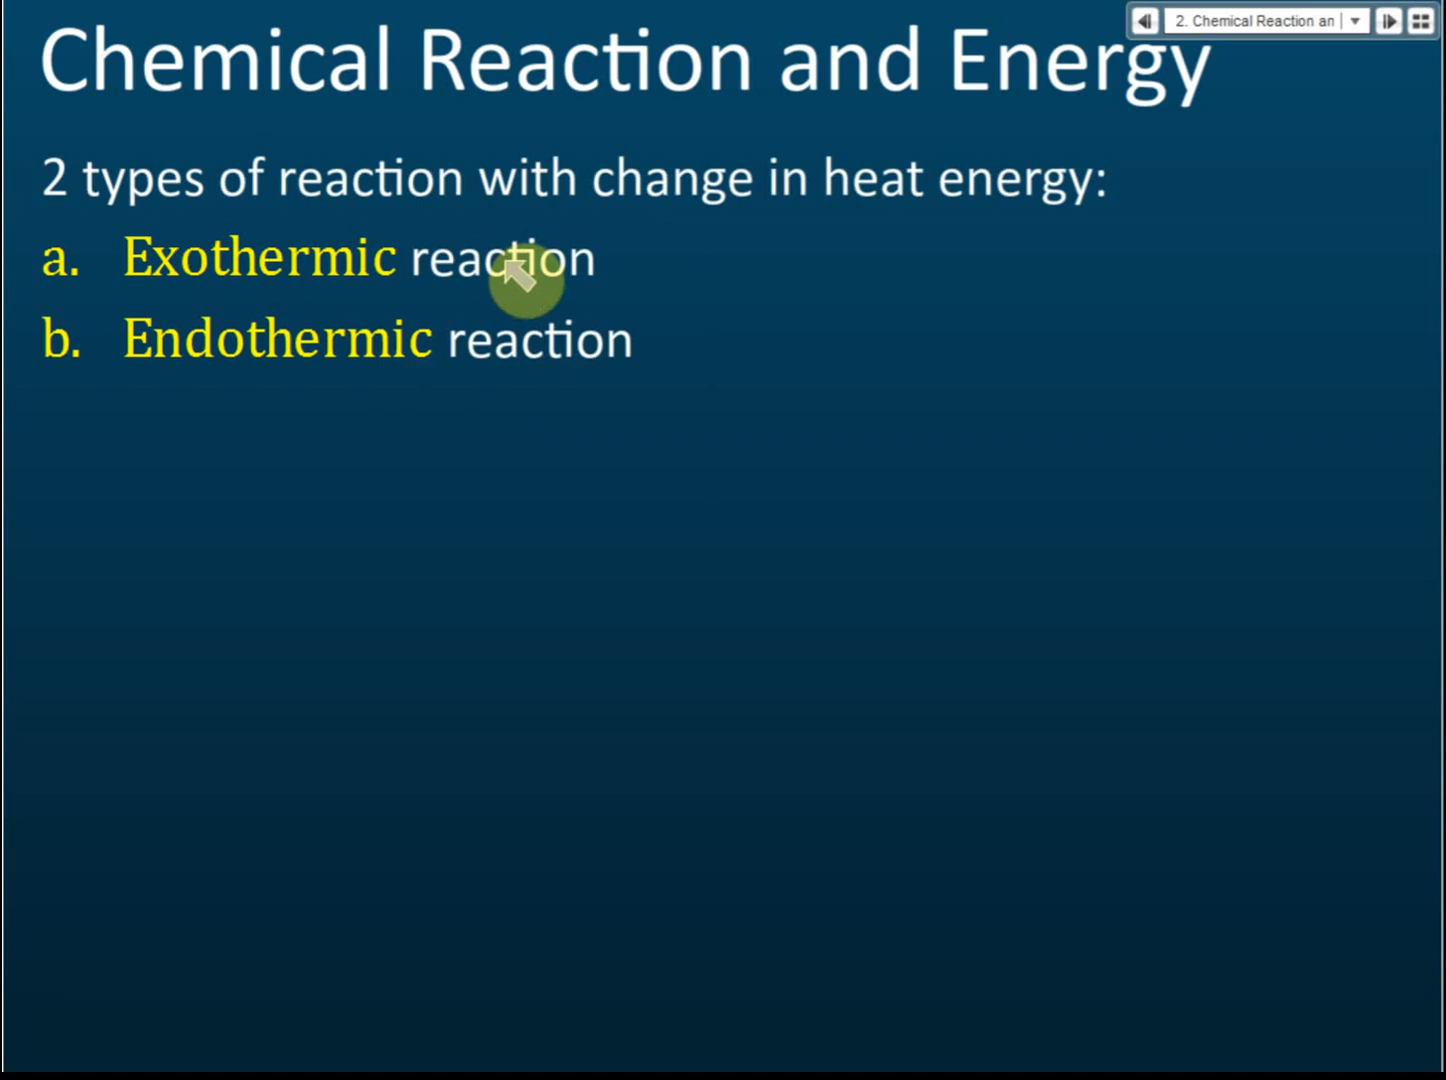 2. Chemical Reaction an
Chemical Reaction and Energy
2 types of reaction with change in heat energy:
a. Exothermic reaction
b. Endothermic reaction